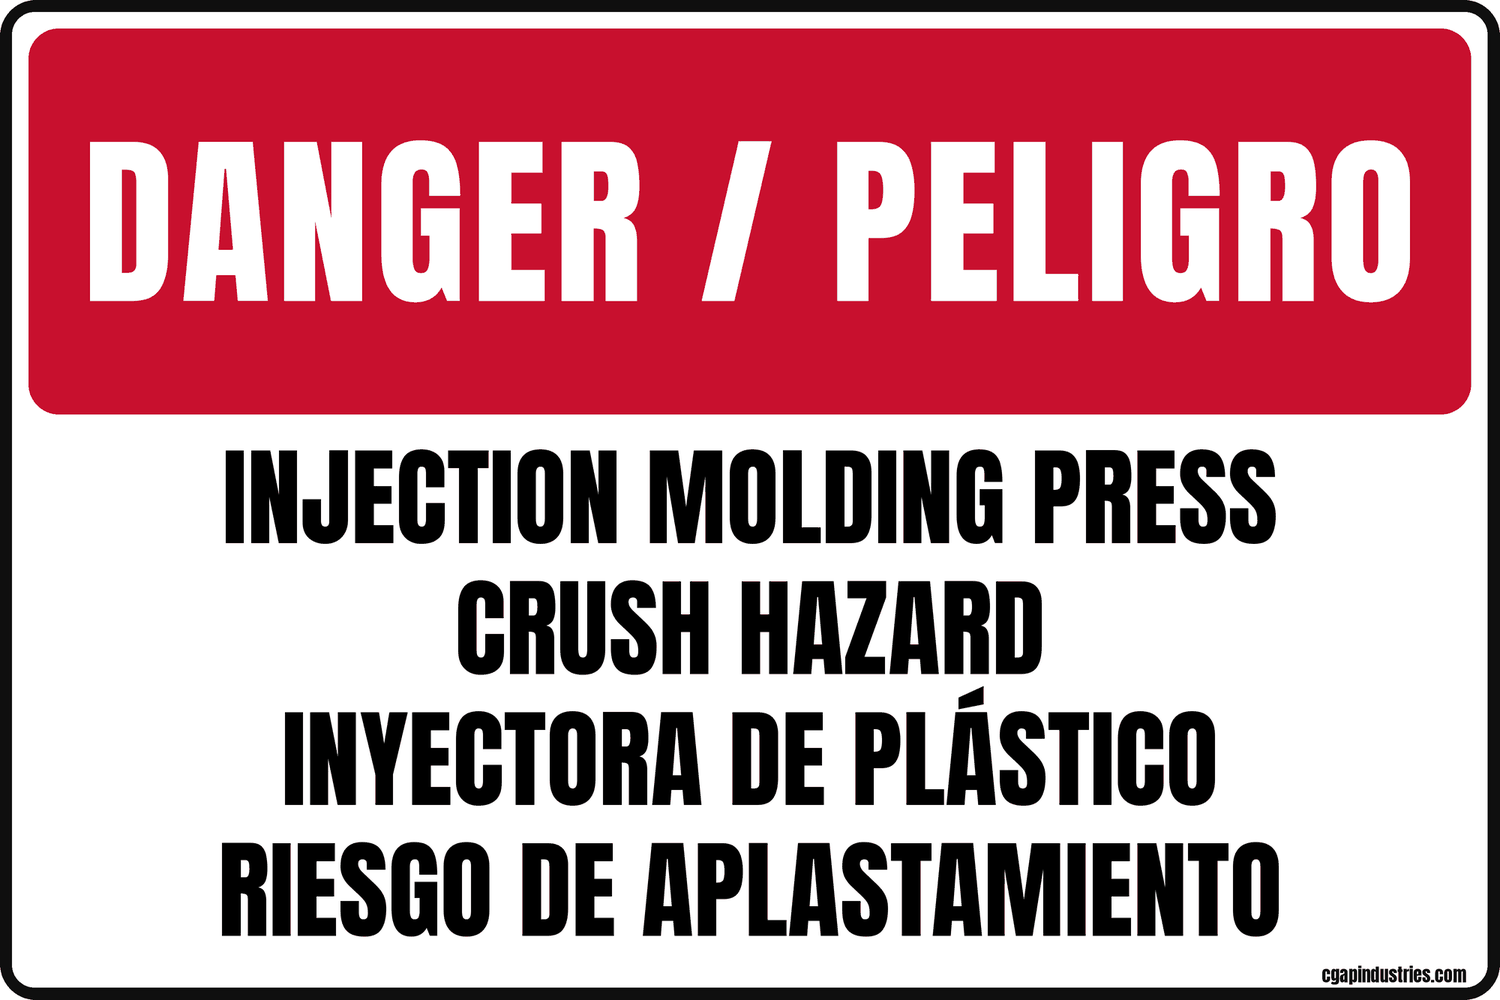 DANGER / PELIGRO
INJECTION MOLDING PRESS
CRUSH HAZARD
INYECTORA DE PLÁSTICO
RIESGO DE APLASTAMIENTO
cgapindustries.com